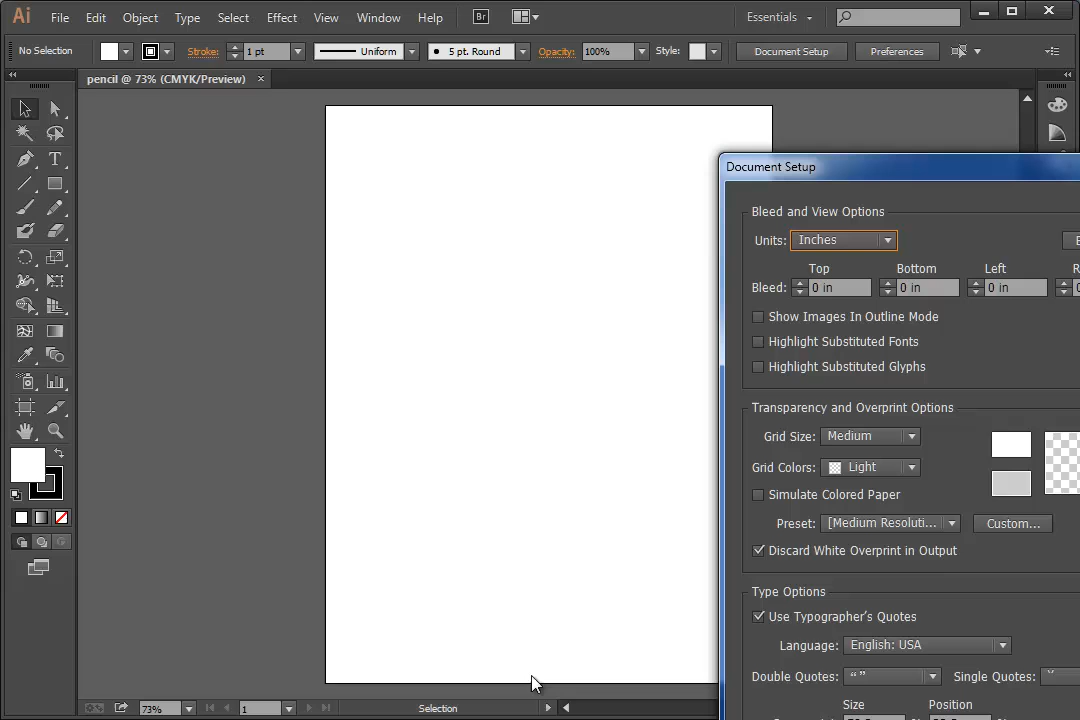 Ai File Edit Object Type Select Effect View Window Help Br Essentials
No Selection Stroke: 1 pt Uniform 5 pt. Round Opacity: 100% Style: Document Setup Preferences
pencil @ 73% (CMYK/Preview) ×
Document Setup
Bleed and View Options
Units: Inches
Top Bottom Left
Bleed: 0 in 0 in 0 in
Show Images In Outline Mode
Highlight Substituted Fonts
Highlight Substituted Glyphs
Transparency and Overprint Options
Grid Size: Medium
Grid Colors: Light
Simulate Colored Paper
Preset: [Medium Resoluti... Custom...
Discard White Overprint in Output
Type Options
Use Typographer's Quotes
Language: English: USA
Double Quotes: “ ” Single Quotes:
Size Position
73% 1 Selection